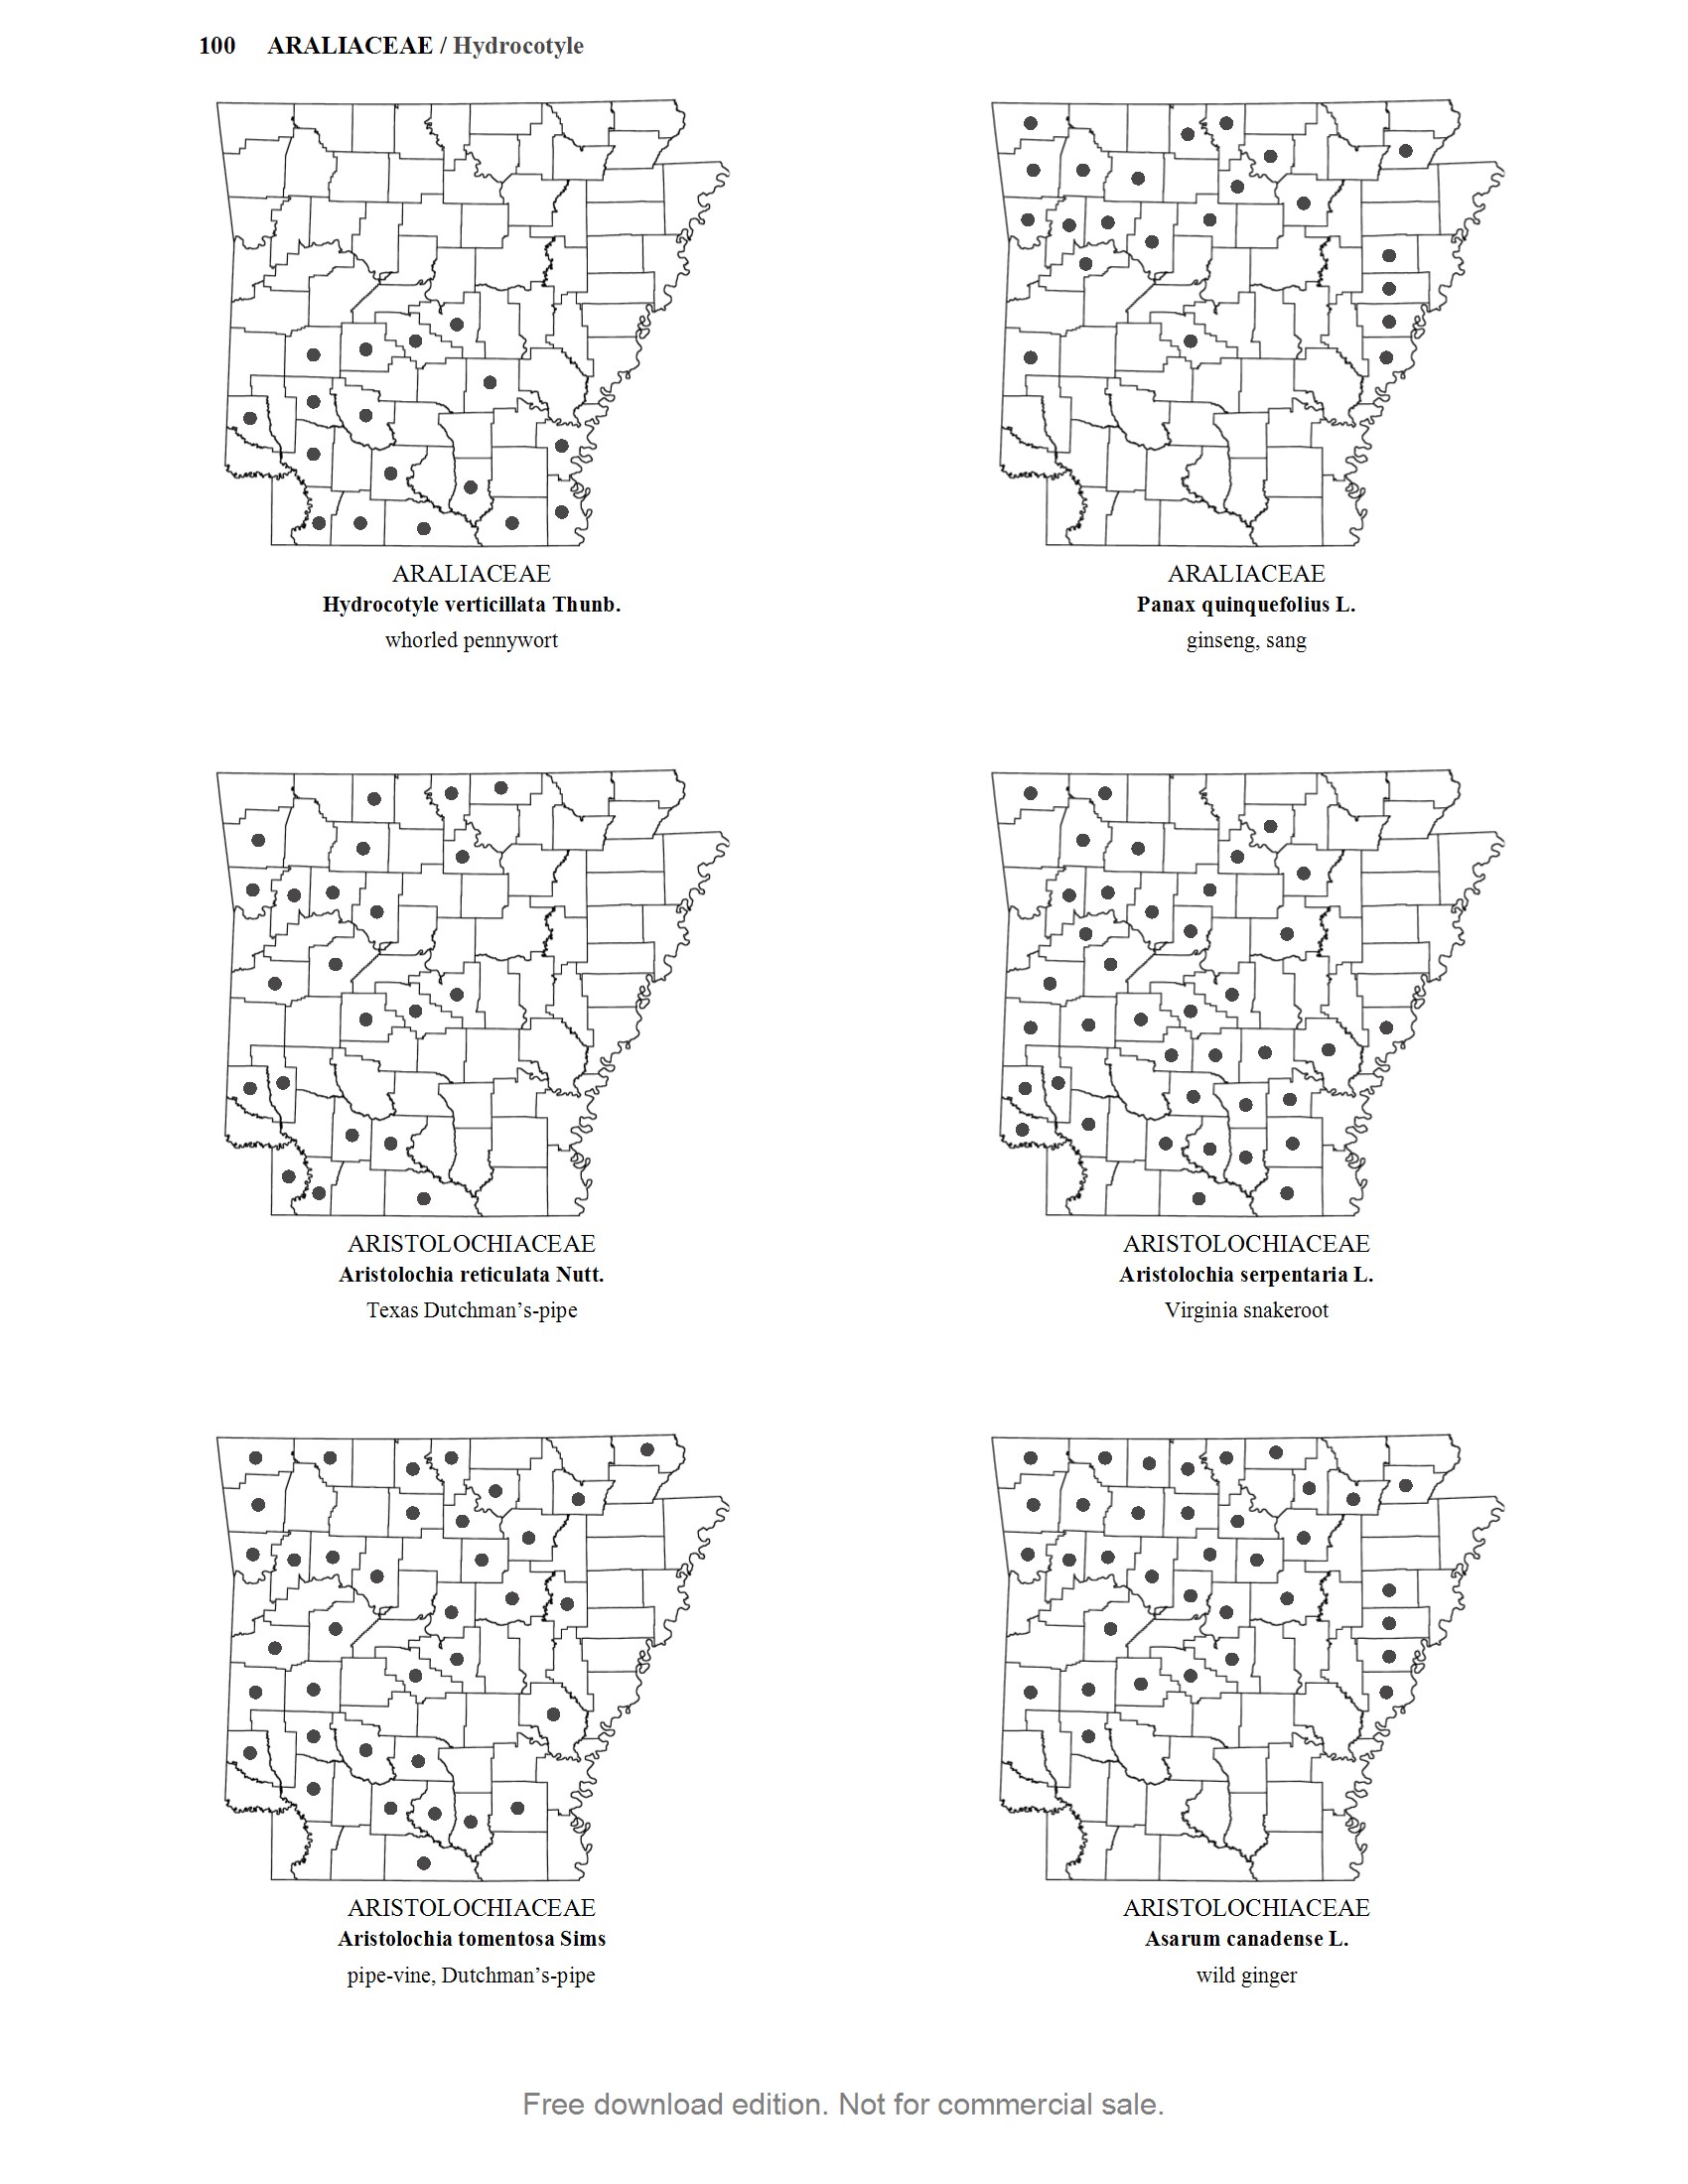 100 ARALIACEAE / Hydrocotyle
ARALIACEAE
Hydrocotyle verticillata Thunb.
whorled pennywort
ARALIACEAE
Panax quinquefolius L.
ginseng, sang
ARISTOLOCHIACEAE
Aristolochia reticulata Nutt.
Texas Dutchman’s-pipe
ARISTOLOCHIACEAE
Aristolochia serpentaria L.
Virginia snakeroot
ARISTOLOCHIACEAE
Aristolochia tomentosa Sims
pipe-vine, Dutchman’s-pipe
ARISTOLOCHIACEAE
Asarum canadense L.
wild ginger
Free download edition. Not for commercial sale.